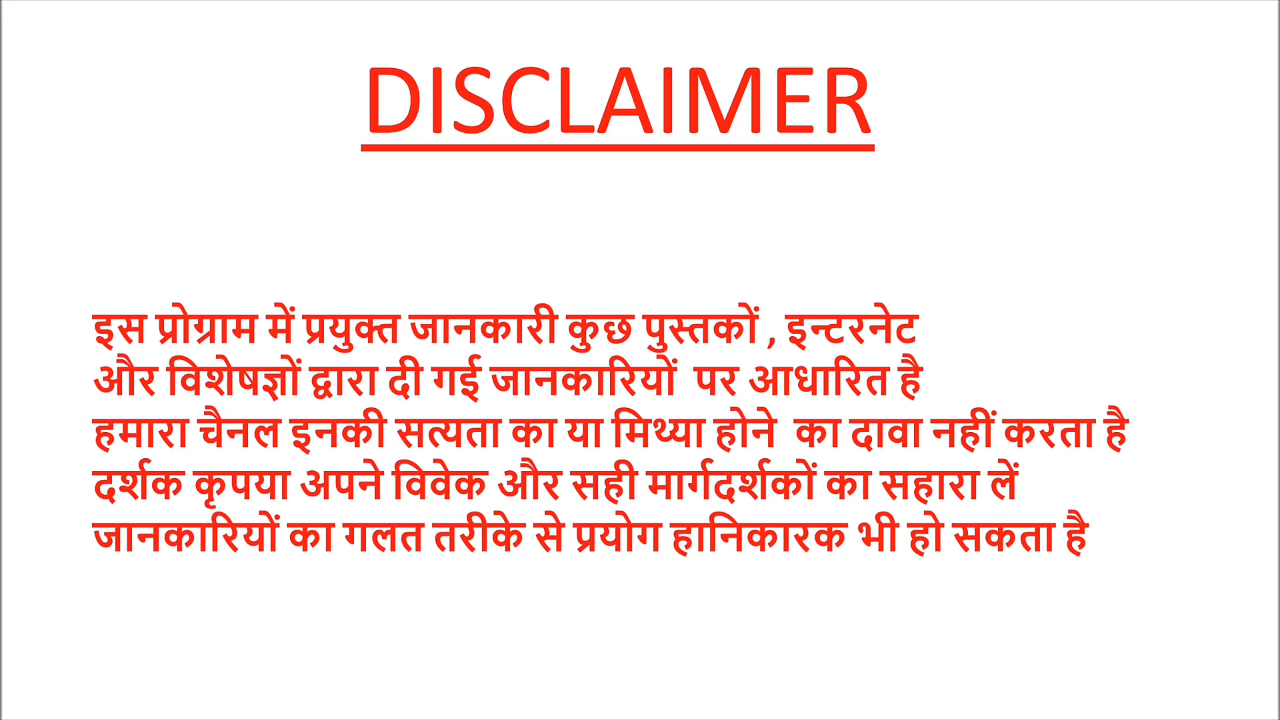 DISCLAIMER
इस प्रोग्राम में प्रयुक्त जानकारी कुछ पुस्तकों , इन्टरनेट
और विशेषज्ञों द्वारा दी गई जानकारियों  पर आधारित है
हमारा चैनल इनकी सत्यता का या मिथ्या होने  का दावा नहीं करता है
दर्शक कृपया अपने विवेक और सही मार्गदर्शकों का सहारा लें
जानकारियों का गलत तरीके से प्रयोग हानिकारक भी हो सकता है